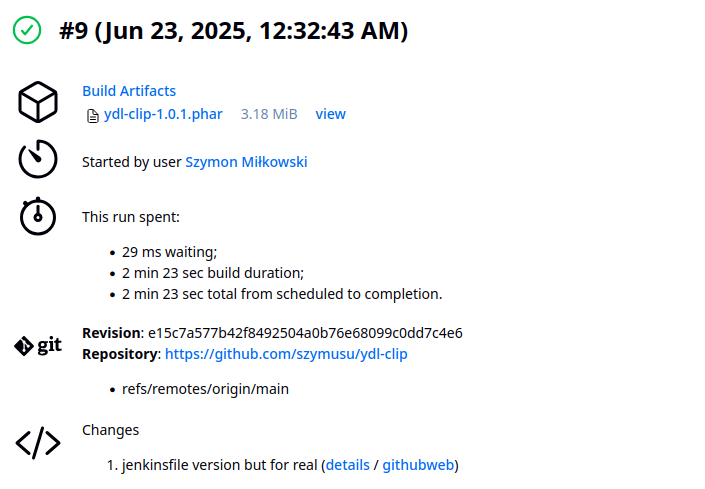 #9 (Jun 23, 2025, 12:32:43 AM)
Build Artifacts
ydl-clip-1.0.1.phar 3.18 MiB view
Started by user Szymon Miłkowski
This run spent:
• 29 ms waiting;
• 2 min 23 sec build duration;
• 2 min 23 sec total from scheduled to completion.
git
Revision: e15c7a577b42f8492504a0b76e68099c0dd7c4e6
Repository: https://github.com/szymusu/ydl-clip
• refs/remotes/origin/main
Changes
1. jenkinsfile version but for real (details / githubweb)